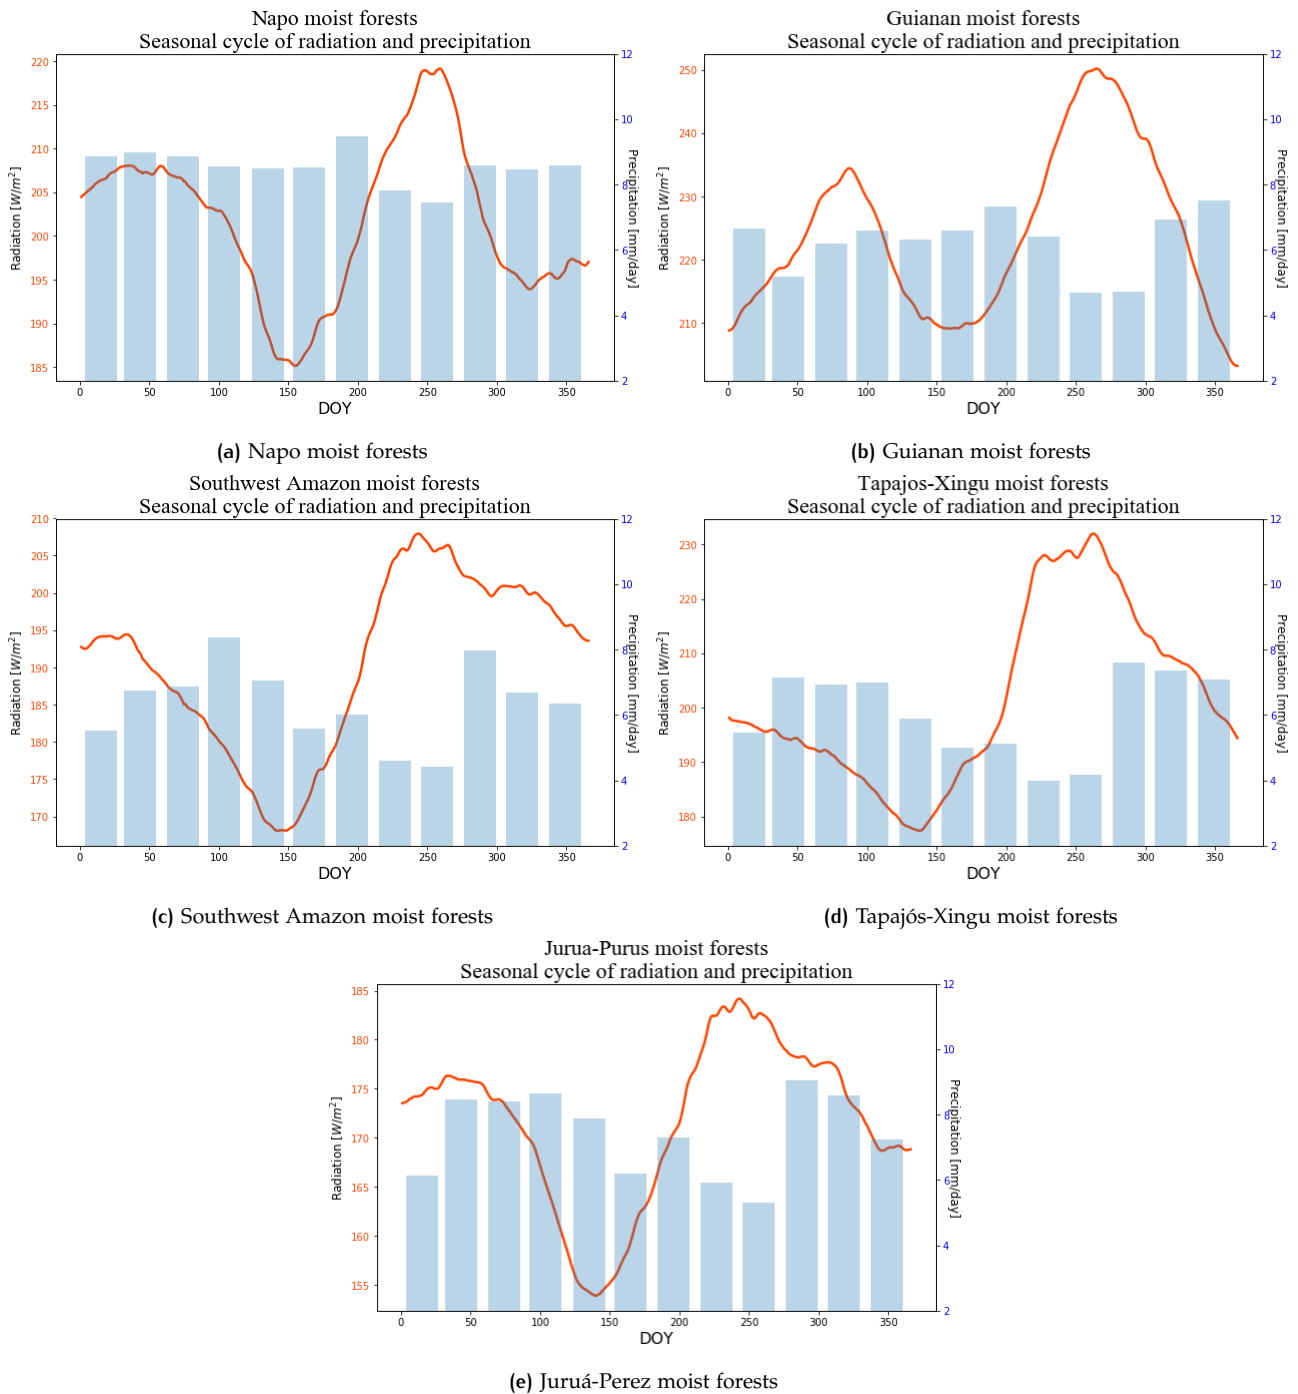 Napo moist forests
Seasonal cycle of radiation and precipitation
220
215
210
205
200
195
190
185
Radiation [W/m²]
12
10
8
6
4
2
Precipitation [mm/day]
0 50 100 150 200 250 300 350
DOY
(a) Napo moist forests
Guianan moist forests
Seasonal cycle of radiation and precipitation
250
240
230
220
210
Radiation [W/m²]
12
10
8
6
4
2
Precipitation [mm/day]
0 50 100 150 200 250 300 350
DOY
(b) Guianan moist forests
Southwest Amazon moist forests
Seasonal cycle of radiation and precipitation
210
205
200
195
190
185
180
175
170
Radiation [W/m²]
12
10
8
6
4
2
Precipitation [mm/day]
0 50 100 150 200 250 300 350
DOY
(c) Southwest Amazon moist forests
Tapajos-Xingu moist forests
Seasonal cycle of radiation and precipitation
230
220
210
200
190
180
Radiation [W/m²]
12
10
8
6
4
2
Precipitation [mm/day]
0 50 100 150 200 250 300 350
DOY
(d) Tapajós-Xingu moist forests
Jurua-Purus moist forests
Seasonal cycle of radiation and precipitation
185
180
175
170
165
160
155
Radiation [W/m²]
12
10
8
6
4
2
Precipitation [mm/day]
0 50 100 150 200 250 300 350
DOY
(e) Juruá-Perez moist forests